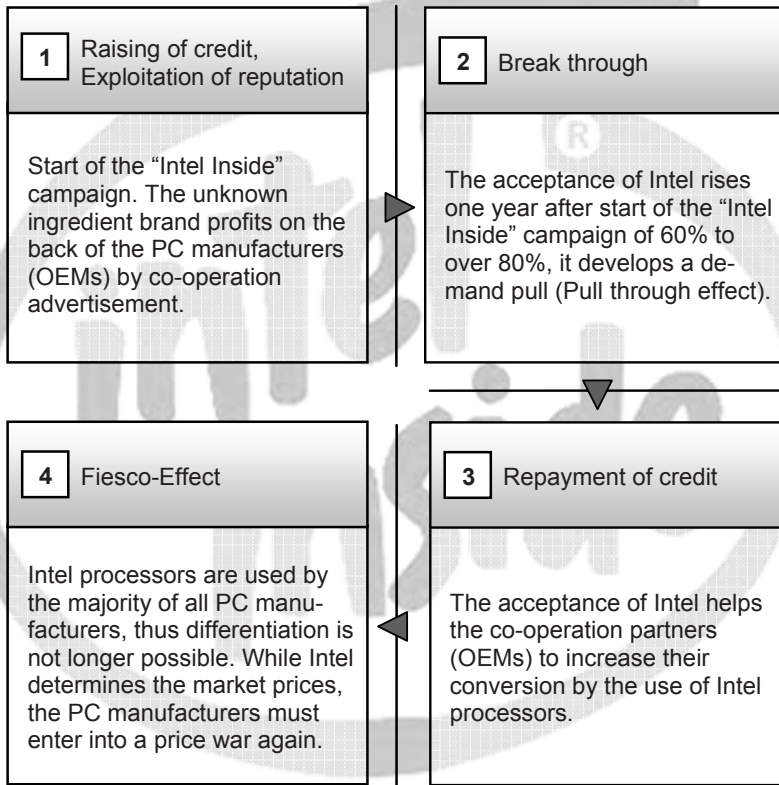 1
Raising of credit,
Exploitation of reputation
Start of the “Intel Inside”
campaign. The unknown
ingredient brand profits on the
back of the PC manufacturers
(OEMs) by co-operation
advertisement.
2
Break through
The acceptance of Intel rises
one year after start of the “Intel
Inside” campaign of 60% to
over 80%, it develops a de-
mand pull (Pull through effect).
3
Repayment of credit
The acceptance of Intel helps
the co-operation partners
(OEMs) to increase their
conversion by the use of Intel
processors.
4
Fiesco-Effect
Intel processors are used by
the majority of all PC manu-
facturers, thus differentiation is
not longer possible. While Intel
determines the market prices,
the PC manufacturers must
enter into a price war again.
intel®
inside